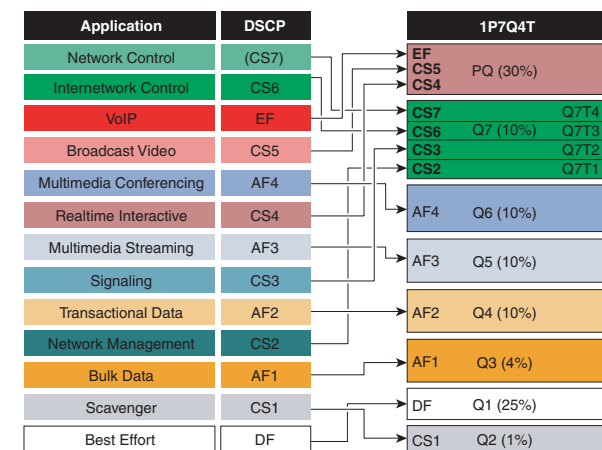 Application DSCP 1P7Q4T
Network Control (CS7)
Internetwork Control CS6
VoIP EF
Broadcast Video CS5
Multimedia Conferencing AF4
Realtime Interactive CS4
Multimedia Streaming AF3
Signaling CS3
Transactional Data AF2
Network Management CS2
Bulk Data AF1
Scavenger CS1
Best Effort DF
EF
CS5 PQ (30%)
CS4
CS7 Q7T4
CS6 Q7 (10%) Q7T3
CS3 Q7T2
CS2 Q7T1
AF4 Q6 (10%)
AF3 Q5 (10%)
AF2 Q4 (10%)
AF1 Q3 (4%)
DF Q1 (25%)
CS1 Q2 (1%)